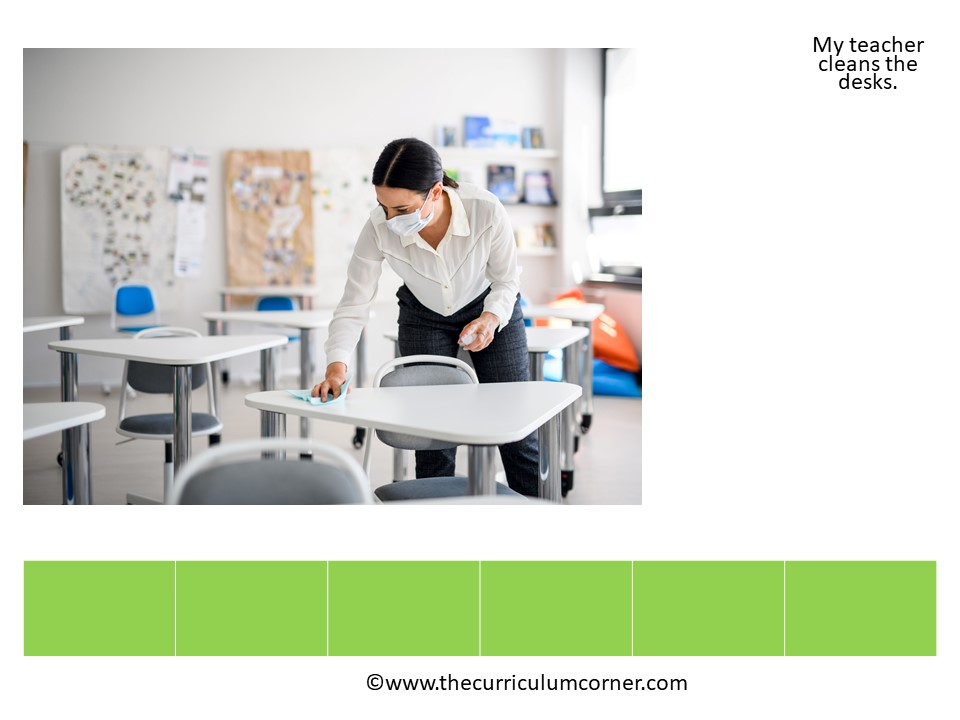 My teacher
cleans the
desks.
©www.thecurriculumcorner.com